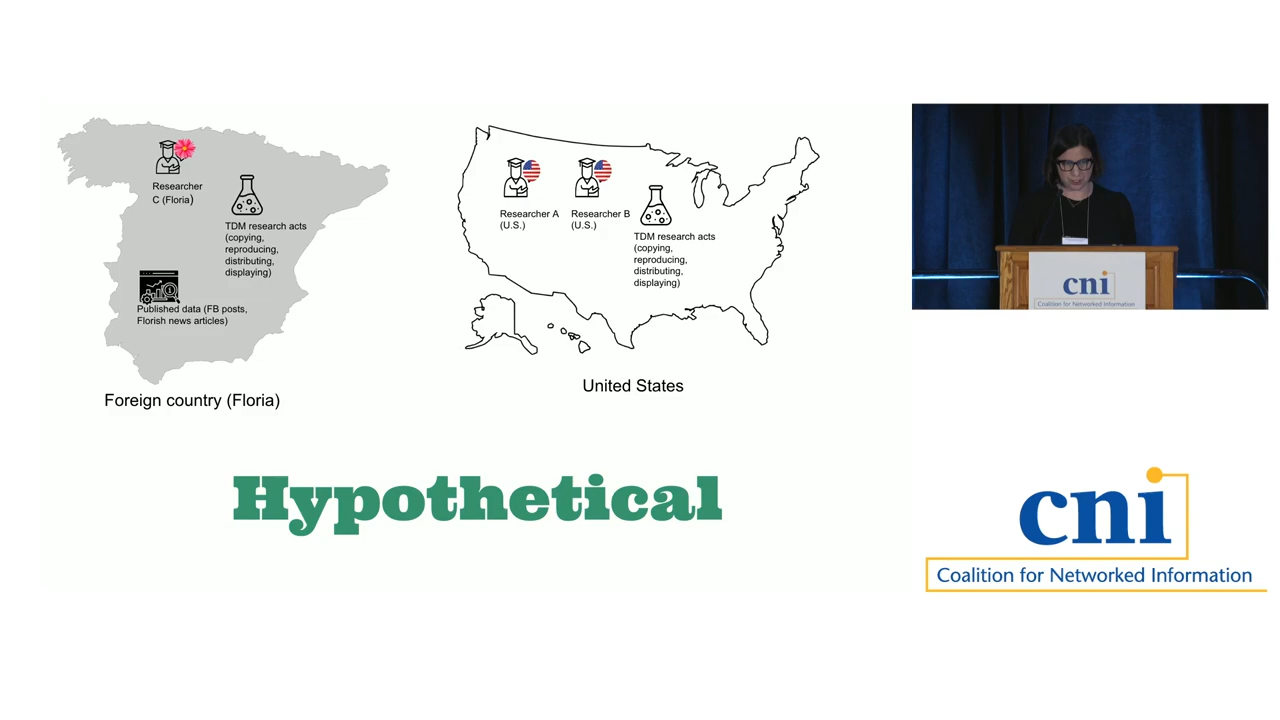 Researcher
C (Floria)
TDM research acts
(copying,
reproducing,
distributing,
displaying)
Published data (FB posts,
Florish news articles)
Foreign country (Floria)
Researcher A
(U.S.)
Researcher B
(U.S.)
TDM research acts
(copying,
reproducing,
distributing,
displaying)
United States
Hypothetical
cni
Coalition for Networked Information
cni
Coalition for Networked Information